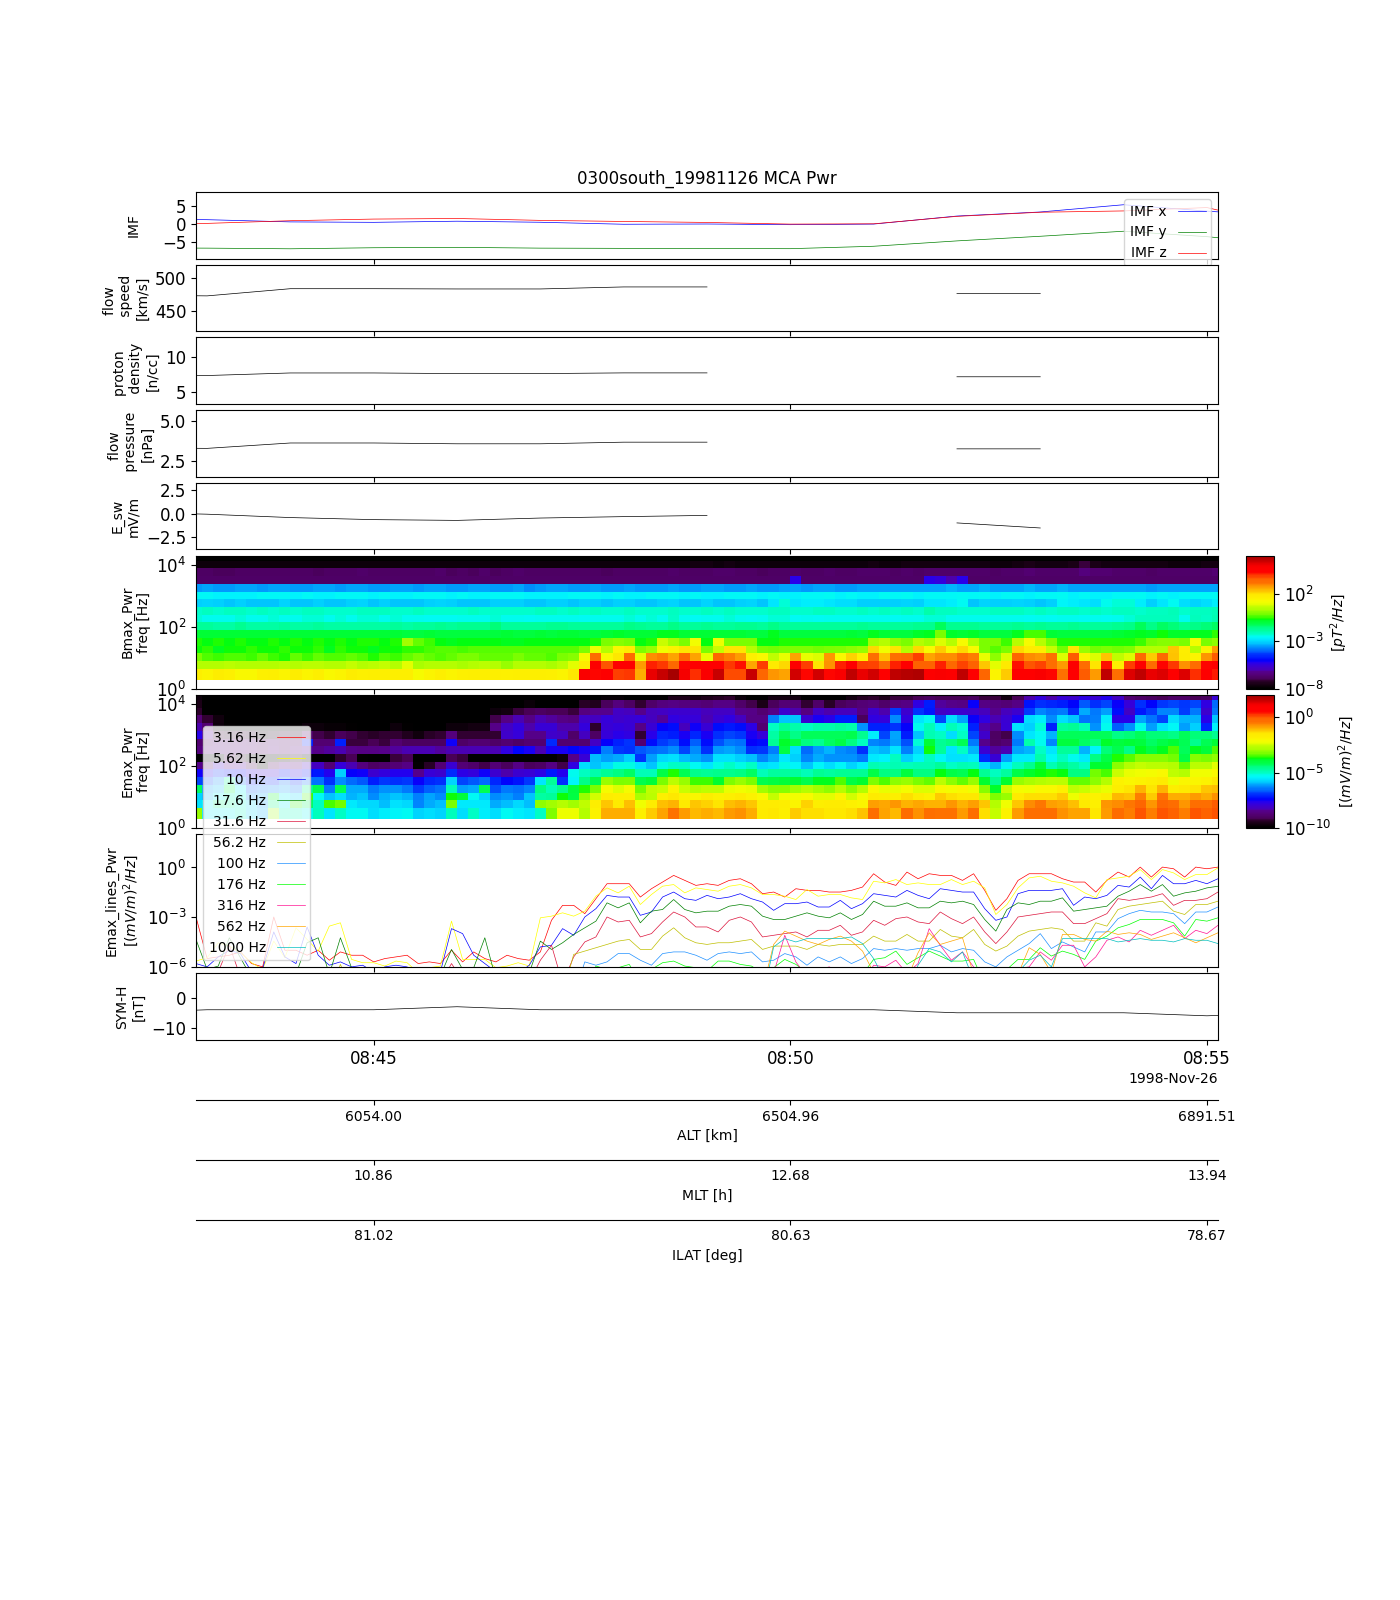 0300south_19981126 MCA Pwr
IMF
5
0
−5
IMF x
IMF y
IMF z
flow
speed
[km/s]
500
450
proton
density
[n/cc]
10
5
flow
pressure
[nPa]
5.0
2.5
E_sw
mV/m
2.5
0.0
−2.5
Bmax_Pwr
freq [Hz]
10^4
10^2
10^0
10^2
10^−3
10^−8
[pT^2/Hz]
Emax_Pwr
freq [Hz]
10^4
10^2
10^0
10^0
10^−5
10^−10
[(mV/m)^2/Hz]
3.16 Hz
5.62 Hz
10 Hz
17.6 Hz
31.6 Hz
56.2 Hz
100 Hz
176 Hz
316 Hz
562 Hz
1000 Hz
Emax_lines_Pwr
[(mV/m)^2/Hz]
10^0
10^−3
10^−6
SYM-H
[nT]
0
−10
08:45 08:50 08:55
1998-Nov-26
6054.00 6504.96 6891.51
ALT [km]
10.86 12.68 13.94
MLT [h]
81.02 80.63 78.67
ILAT [deg]